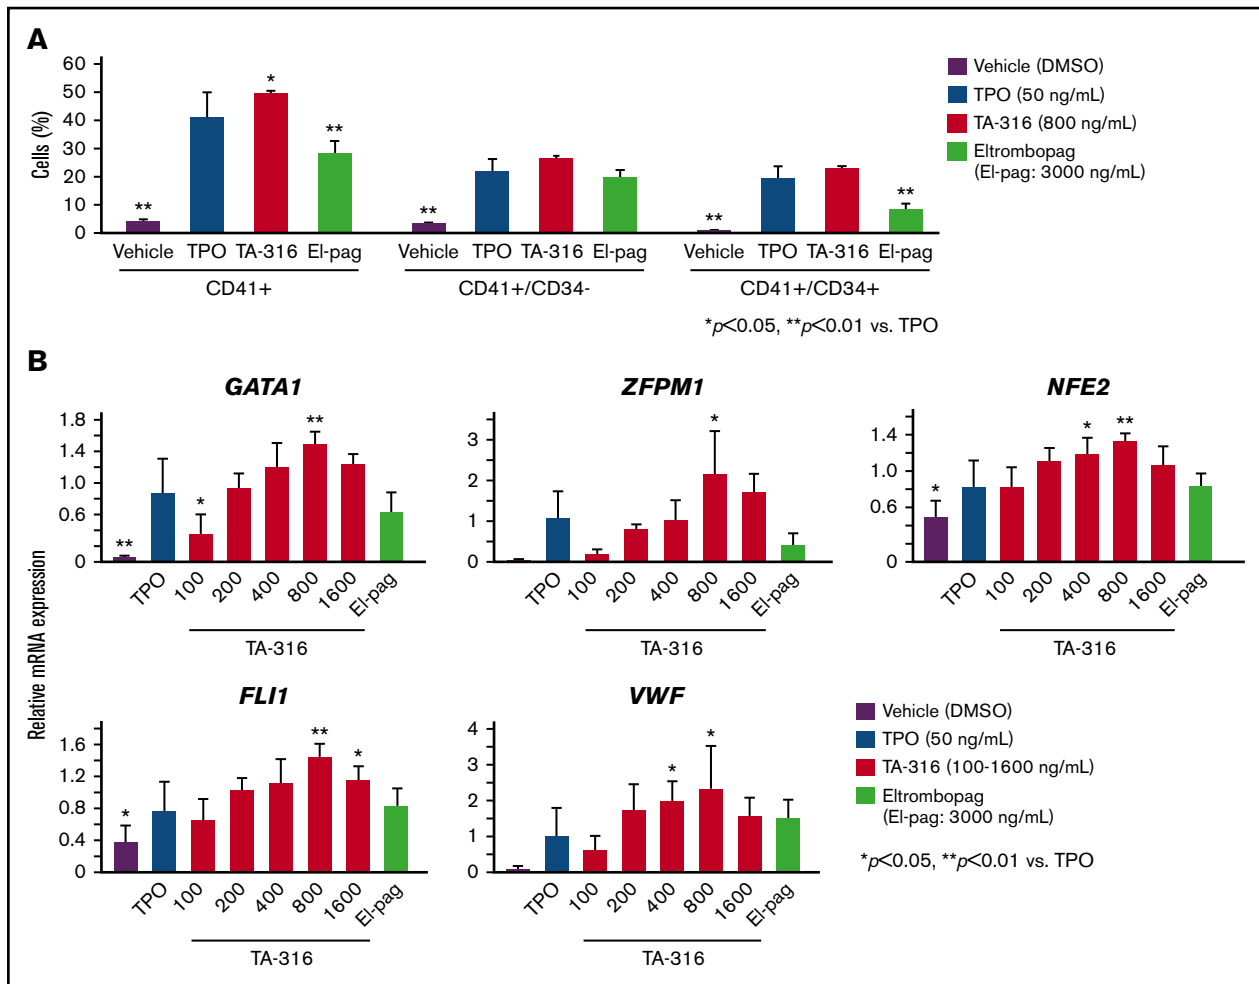 A
Cells (%)
60
50
40
30
20
10
0
**
*
**
**
**
**
Vehicle TPO TA-316 El-pag
Vehicle TPO TA-316 El-pag
Vehicle TPO TA-316 El-pag
CD41+
CD41+/CD34-
CD41+/CD34+
*p<0.05, **p<0.01 vs. TPO
Vehicle (DMSO)
TPO (50 ng/mL)
TA-316 (800 ng/mL)
Eltrombopag
(El-pag: 3000 ng/mL)
B
Relative mRNA expression
GATA1
1.8
1.4
1.0
0.6
0
**
*
**
TPO 100 200 400 800 1600 El-pag
TA-316
ZFPM1
3
2
1
0
*
TPO 100 200 400 800 1600 El-pag
TA-316
NFE2
1.4
1.0
0.6
0
*
*
**
TPO 100 200 400 800 1600 El-pag
TA-316
FLI1
1.6
1.2
0.8
0.4
0
*
**
*
TPO 100 200 400 800 1600 El-pag
TA-316
VWF
4
3
2
1
0
*
*
TPO 100 200 400 800 1600 El-pag
TA-316
Vehicle (DMSO)
TPO (50 ng/mL)
TA-316 (100-1600 ng/mL)
Eltrombopag
(El-pag: 3000 ng/mL)
*p<0.05, **p<0.01 vs. TPO